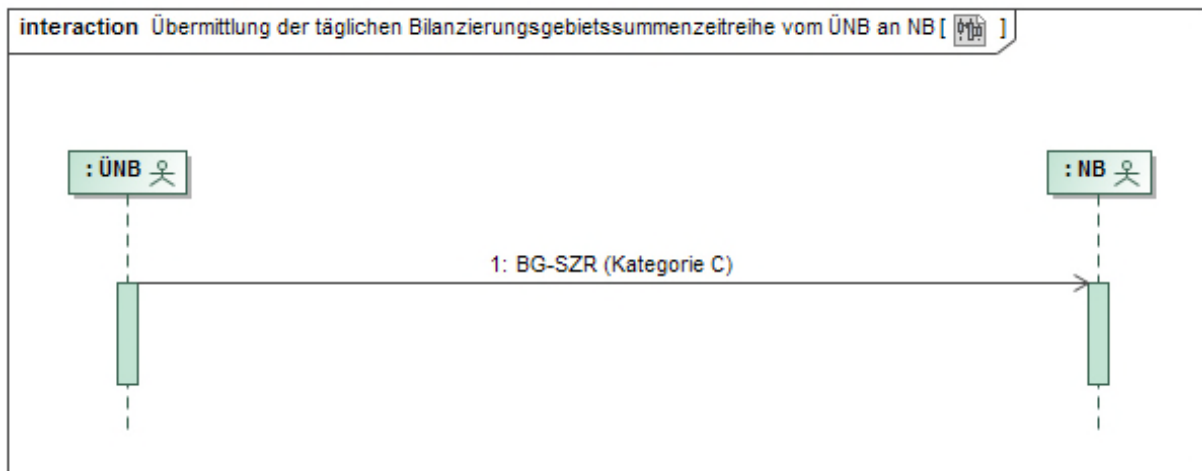 interaction Übermittlung der täglichen Bilanzierungsgebietssummenzeitreihe vom ÜNB an NB [ ]
: ÜNB
: NB
1: BG-SZR (Kategorie C)